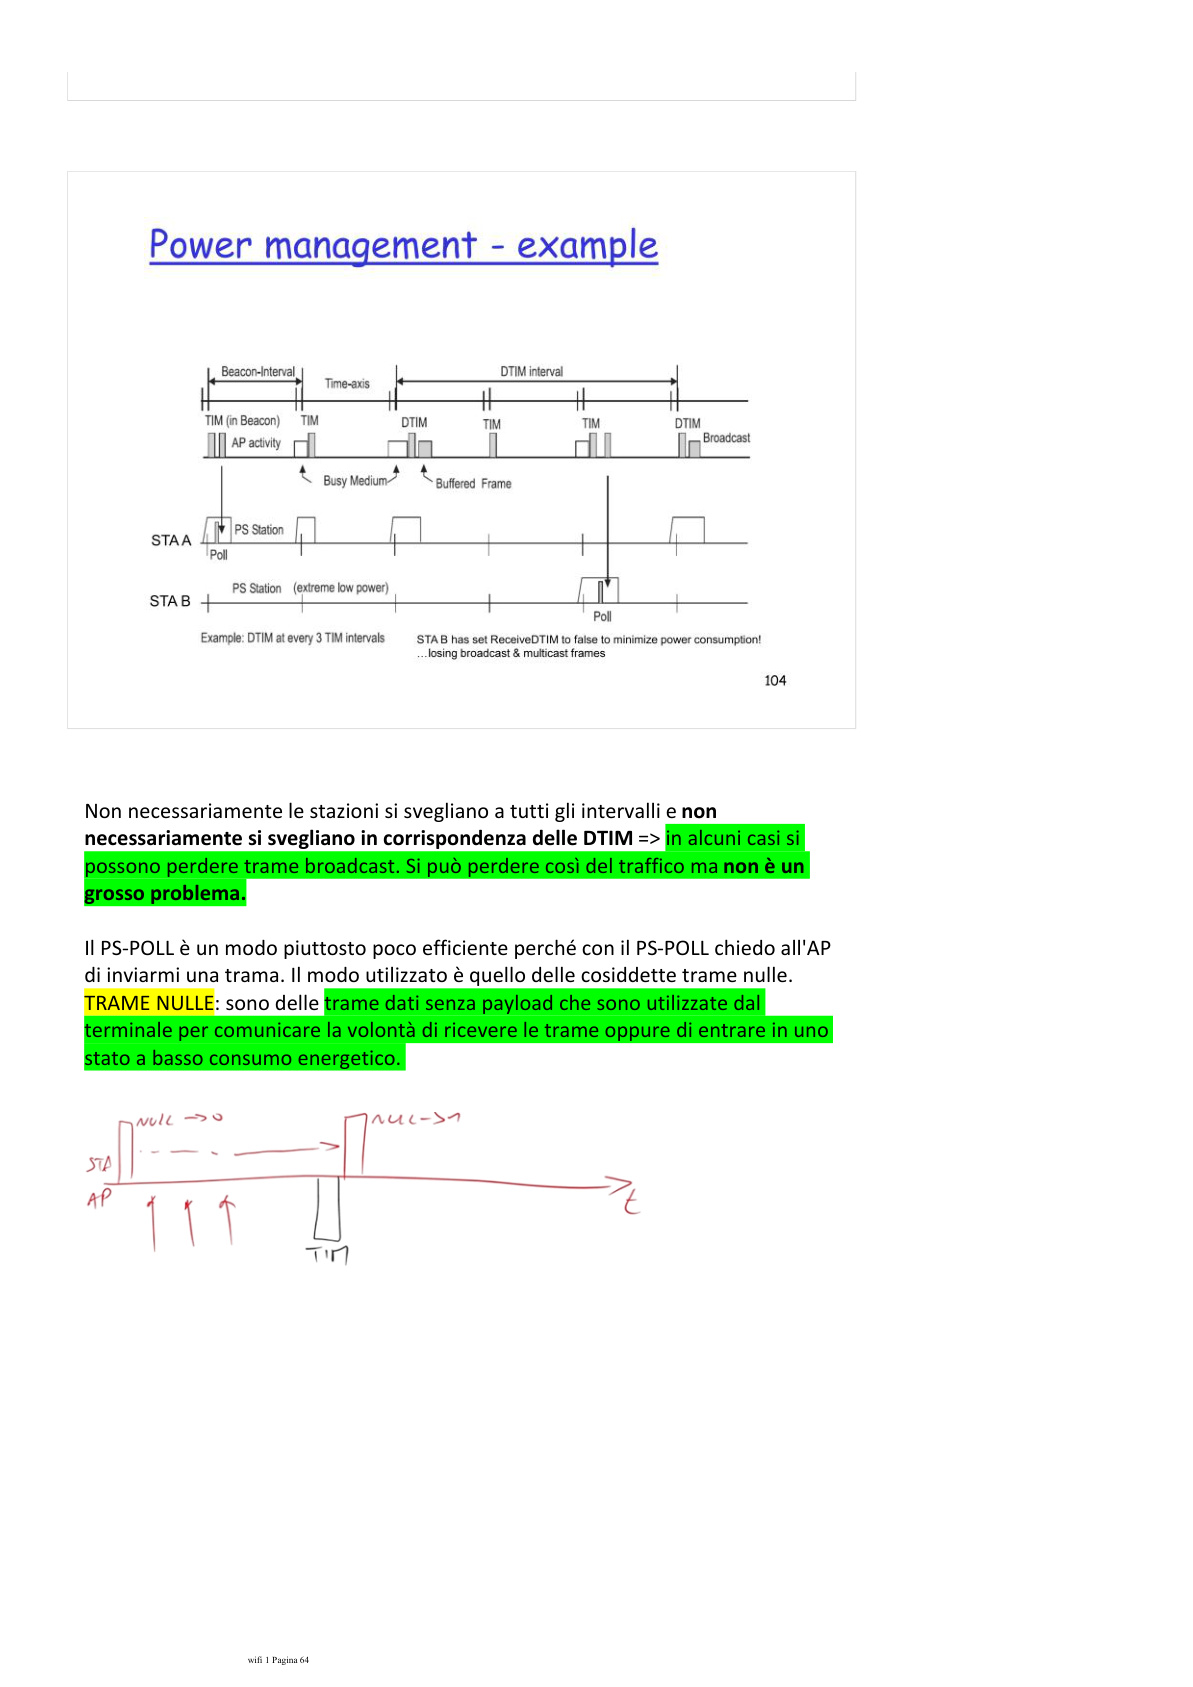 Power management - example
Beacon-Interval
Time-axis
DTIM interval
TIM (in Beacon) TIM DTIM TIM TIM DTIM
AP activity
Broadcast
Busy Medium
Buffered Frame
STA A
PS Station
Poll
STA B
PS Station (extreme low power)
Poll
Example: DTIM at every 3 TIM intervals
STA B has set ReceiveDTIM to false to minimize power consumption!
...losing broadcast & multicast frames
104
Non necessariamente le stazioni si svegliano a tutti gli intervalli e non
necessariamente si svegliano in corrispondenza delle DTIM => in alcuni casi si
possono perdere trame broadcast. Si può perdere così del traffico ma non è un
grosso problema.
Il PS-POLL è un modo piuttosto poco efficiente perché con il PS-POLL chiedo all'AP
di inviarmi una trama. Il modo utilizzato è quello delle cosiddette trame nulle.
TRAME NULLE: sono delle trame dati senza payload che sono utilizzate dal
terminale per comunicare la volontà di ricevere le trame oppure di entrare in uno
stato a basso consumo energetico.
NULL → 0
NULL → 1
STA
AP
t
TIM
wifi 1 Pagina 64